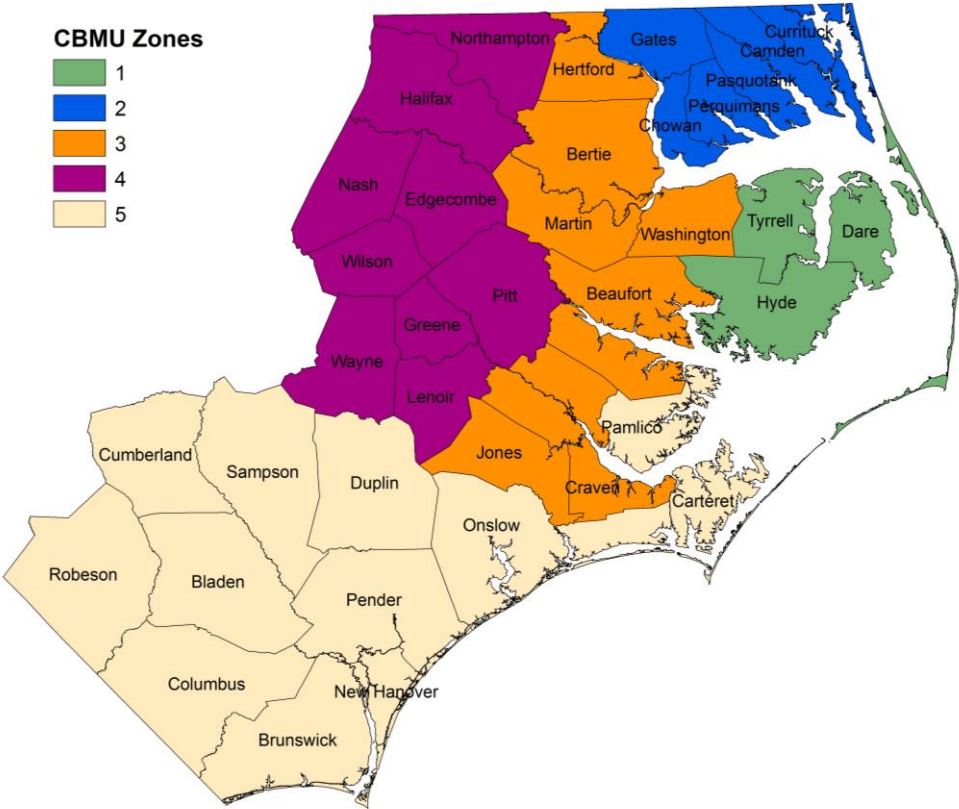 CBMU Zones
1
2
3
4
5
Northampton
Hertford
Gates
Currituck
Camden
Pasquotank
Perquimans
Chowan
Halifax
Bertie
Nash
Edgecombe
Martin
Washington
Tyrrell
Dare
Wilson
Pitt
Beaufort
Hyde
Greene
Wayne
Lenoir
Pamlico
Cumberland
Sampson
Duplin
Jones
Craven
Carteret
Onslow
Robeson
Bladen
Pender
Columbus
New Hanover
Brunswick